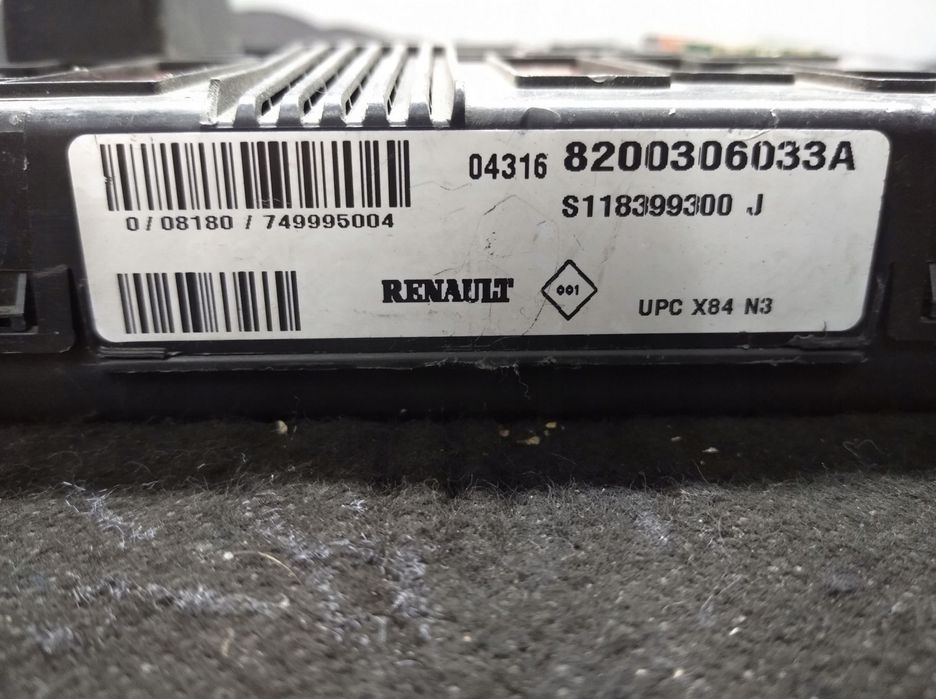 04316 8200306033A
S118399300 J
0/08180/749995004
RENAULT 001 UPC X84 N3